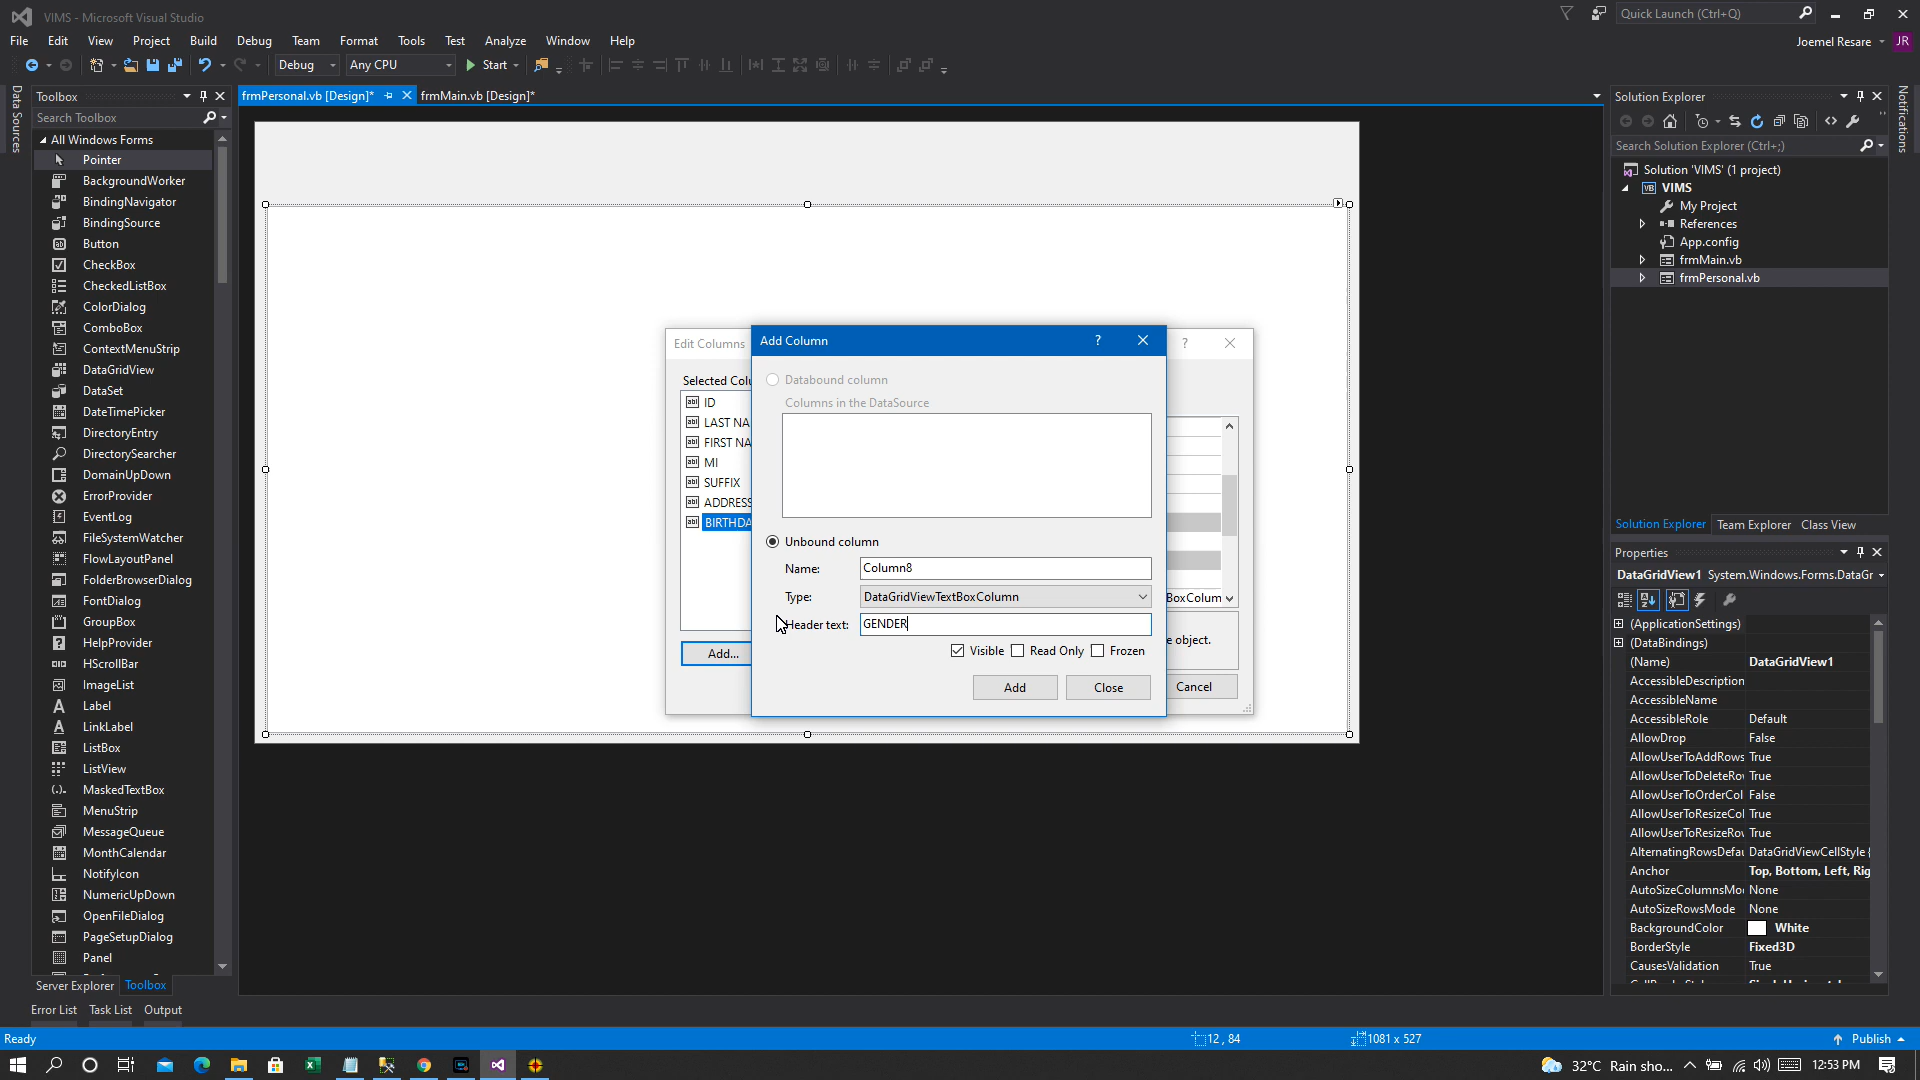 VIMS - Microsoft Visual Studio
Quick Launch (Ctrl+Q)
File Edit View Project Build Debug Team Format Tools Test Analyze Window Help
Joemel Resare JR
Debug Any CPU Start
Data Sources
Toolbox
frmPersonal.vb [Design]* frmMain.vb [Design]*
Solution Explorer
Notifications
Search Toolbox
Search Solution Explorer (Ctrl+;)
All Windows Forms
Pointer
BackgroundWorker
BindingNavigator
BindingSource
Button
CheckBox
CheckedListBox
ColorDialog
ComboBox
ContextMenuStrip
DataGridView
DataSet
DateTimePicker
DirectoryEntry
DirectorySearcher
DomainUpDown
ErrorProvider
EventLog
FileSystemWatcher
FlowLayoutPanel
FolderBrowserDialog
FontDialog
GroupBox
HelpProvider
HScrollBar
ImageList
Label
LinkLabel
ListBox
ListView
MaskedTextBox
MenuStrip
MessageQueue
MonthCalendar
NotifyIcon
NumericUpDown
OpenFileDialog
PageSetupDialog
Panel
Server Explorer Toolbox
Error List Task List Output
Edit Columns
Selected Colu
ID
LAST NA
FIRST NA
MI
SUFFIX
ADDRESS
BIRTHDA
Add...
BoxColum
e object.
Cancel
Add Column
?
Databound column
Columns in the DataSource
Unbound column
Name: Column8
Type: DataGridViewTextBoxColumn
Header text: GENDER
Visible Read Only Frozen
Add Close
Solution 'VIMS' (1 project)
VB VIMS
My Project
References
App.config
frmMain.vb
frmPersonal.vb
Solution Explorer Team Explorer Class View
Properties
DataGridView1 System.Windows.Forms.DataGr
(ApplicationSettings)
(DataBindings)
(Name) DataGridView1
AccessibleDescription
AccessibleName
AccessibleRole Default
AllowDrop False
AllowUserToAddRows True
AllowUserToDeleteRov True
AllowUserToOrderCol False
AllowUserToResizeCol True
AllowUserToResizeRov True
AlternatingRowsDefau DataGridViewCellStyle {
Anchor Top, Bottom, Left, Rig
AutoSizeColumnsMo None
AutoSizeRowsMode None
BackgroundColor White
BorderStyle Fixed3D
CausesValidation True
Ready 12 , 84 1081 x 527 Publish
32°C Rain sho... 12:53 PM